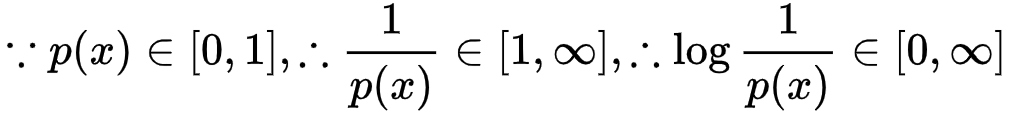 ∵ p(x) ∈ [0, 1], ∴ 1/p(x) ∈ [1, ∞], ∴ log 1/p(x) ∈ [0, ∞]